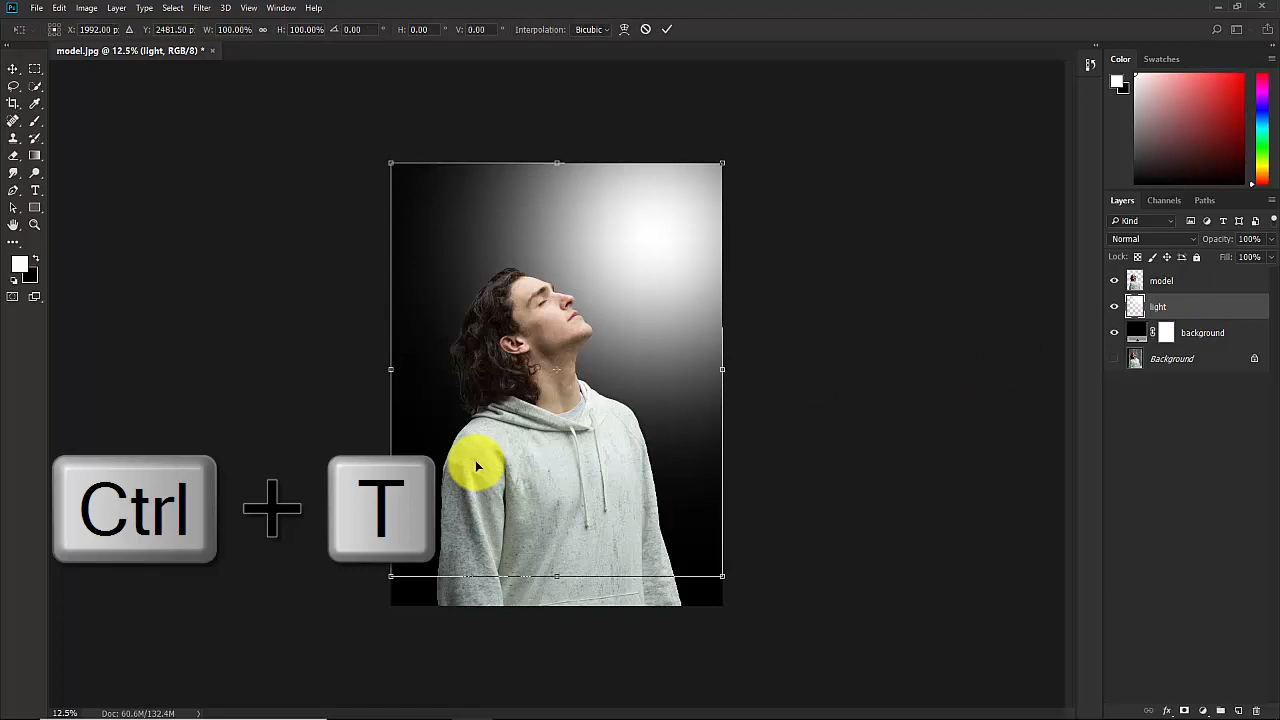 Ps File Edit Image Layer Type Select Filter 3D View Window Help
X: 1992.00 p: Y: 2481.50 p: W: 100.00% H: 100.00% 0.00 ° H: 0.00 ° V: 0.00 ° Interpolation: Bicubic
model.jpg @ 12.5% (light, RGB/8) * ×
Color Swatches
Layers Channels Paths
Kind
Normal Opacity: 100%
Lock: Fill: 100%
model
light
background
Background
Ctrl + T
12.5% Doc: 60.6M/132.4M